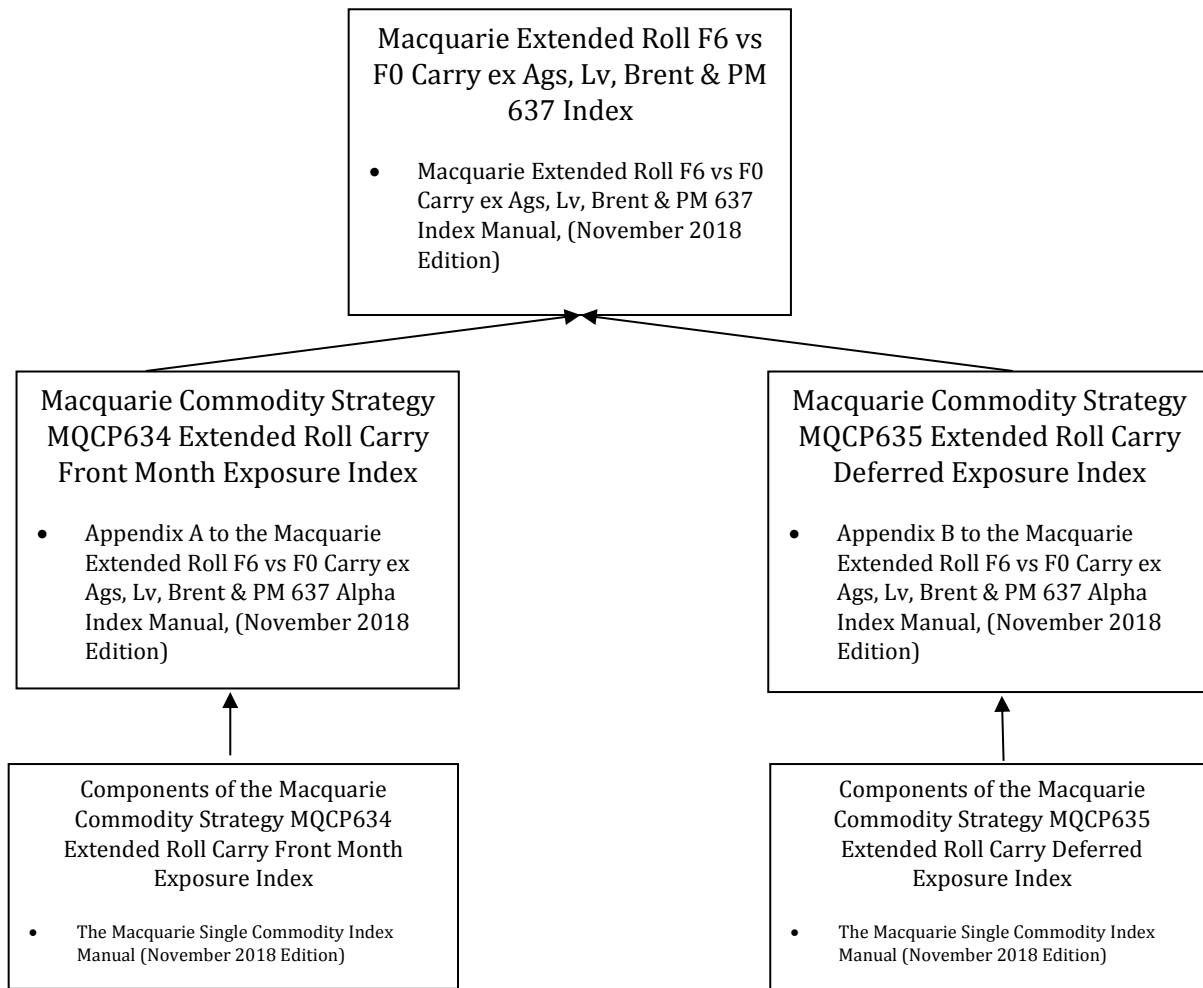 Macquarie Extended Roll F6 vs
F0 Carry ex Ags, Lv, Brent & PM
637 Index
• Macquarie Extended Roll F6 vs F0
Carry ex Ags, Lv, Brent & PM 637
Index Manual, (November 2018
Edition)
Macquarie Commodity Strategy
MQCP634 Extended Roll Carry
Front Month Exposure Index
• Appendix A to the Macquarie
Extended Roll F6 vs F0 Carry ex
Ags, Lv, Brent & PM 637 Alpha
Index Manual, (November 2018
Edition)
Macquarie Commodity Strategy
MQCP635 Extended Roll Carry
Deferred Exposure Index
• Appendix B to the Macquarie
Extended Roll F6 vs F0 Carry ex
Ags, Lv, Brent & PM 637 Alpha
Index Manual, (November 2018
Edition)
Components of the Macquarie
Commodity Strategy MQCP634
Extended Roll Carry Front Month
Exposure Index
• The Macquarie Single Commodity Index
Manual (November 2018 Edition)
Components of the Macquarie
Commodity Strategy MQCP635
Extended Roll Carry Deferred
Exposure Index
• The Macquarie Single Commodity Index
Manual (November 2018 Edition)